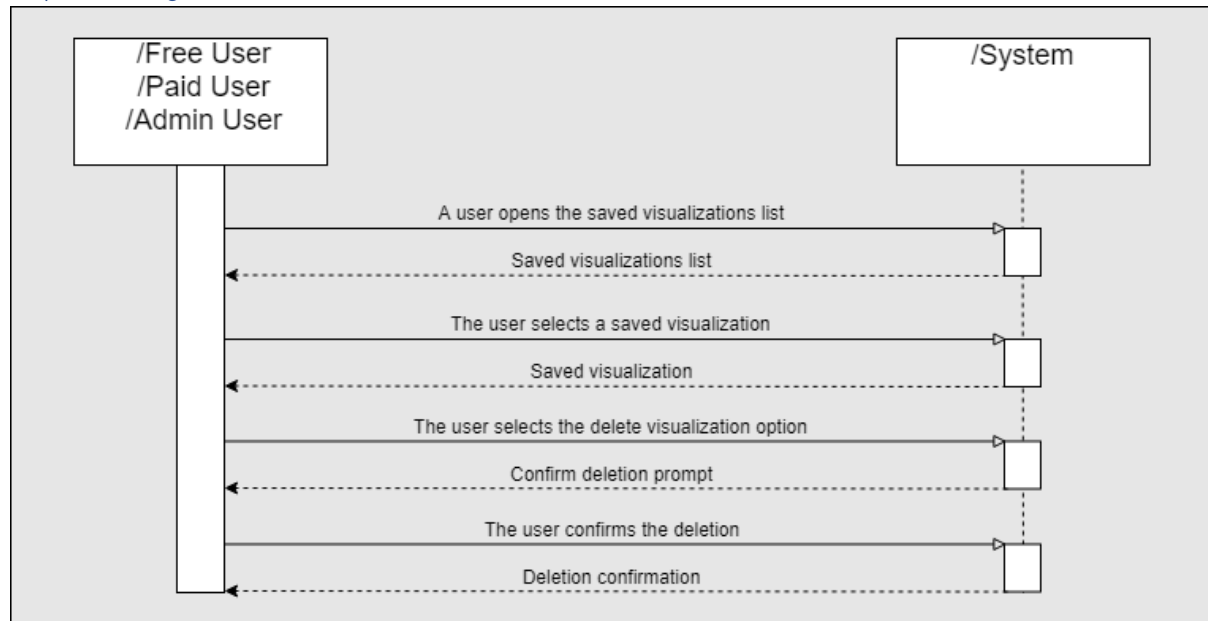 /Free User
/Paid User
/Admin User
/System
A user opens the saved visualizations list
Saved visualizations list
The user selects a saved visualization
Saved visualization
The user selects the delete visualization option
Confirm deletion prompt
The user confirms the deletion
Deletion confirmation